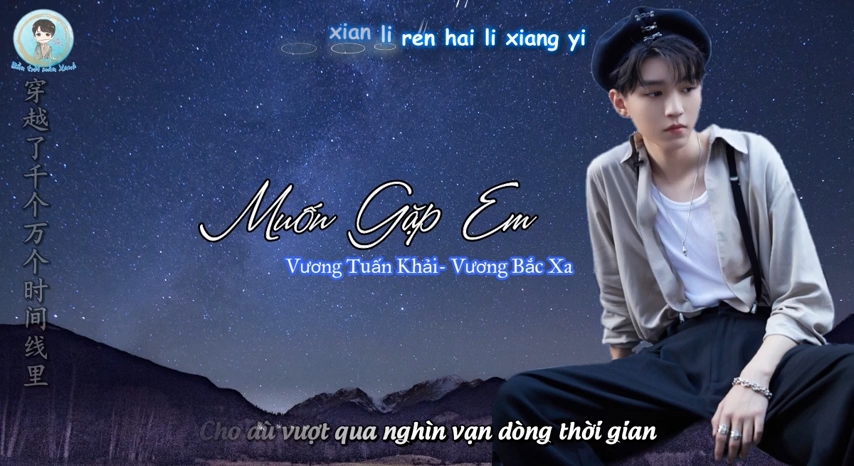 xian li ren hai li xiang yi
穿越了千个万个时间线里
Muốn Gặp Em
Vương Tuấn Khải- Vương Bắc Xa
Cho dù vượt qua nghìn vạn dòng thời gian